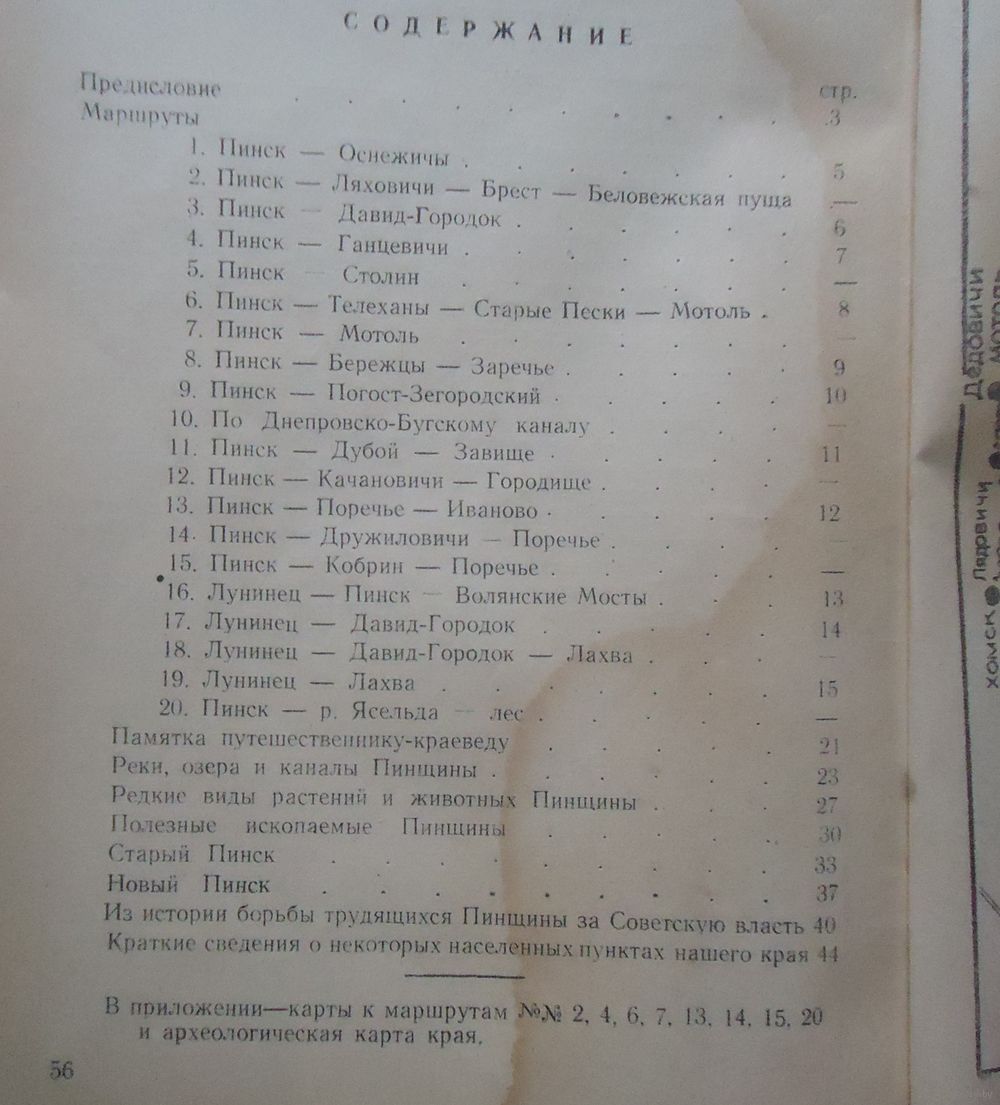 СОДЕРЖАНИЕ
стр.
Предисловие . . . . . . . . . . 3
Маршруты
1. Пинск — Оснежичы . . . . . . 5
2. Пинск — Ляховичи — Брест — Беловежская пуща —
3. Пинск — Давид-Городок . . . . . 6
4. Пинск — Ганцевичи . . . . . . 7
5. Пинск — Столин . . . . . . —
6. Пинск — Телеханы — Старые Пески — Мотоль . 8
7. Пинск — Мотоль . . . . . . —
8. Пинск — Бережцы — Заречье . . . . 9
9. Пинск — Погост-Зегородский . . . . 10
10. По Днепровско-Бугскому каналу . . . —
11. Пинск — Дубой — Завище . . . . 11
12. Пинск — Качановичи — Городище . . . —
13. Пинск — Поречье — Иваново . . . . 12
14. Пинск — Дружиловичи — Поречье . . . —
15. Пинск — Кобрин — Поречье . . . . —
16. Лунинец — Пинск — Волянские Мосты . . . 13
17. Лунинец — Давид-Городок . . . . 14
18. Лунинец — Давид-Городок — Лахва . . . —
19. Лунинец — Лахва . . . . . 15
20. Пинск — р. Ясельда — лес . . . . —
Памятка путешественнику-краеведу . . . . 21
Реки, озера и каналы Пинщины . . . . . 23
Редкие виды растений и животных Пинщины . . . 27
Полезные ископаемые Пинщины . . . . 30
Старый Пинск . . . . . . . 33
Новый Пинск . . . . . . . . 37
Из истории борьбы трудящихся Пинщины за Советскую власть 40
Краткие сведения о некоторых населенных пунктах нашего края 44
В приложении—карты к маршрутам №№ 2, 4, 6, 7, 13, 14, 15, 20
и археологическая карта края.
56
Дедовичи
мотоль
Лядовичи
хомск